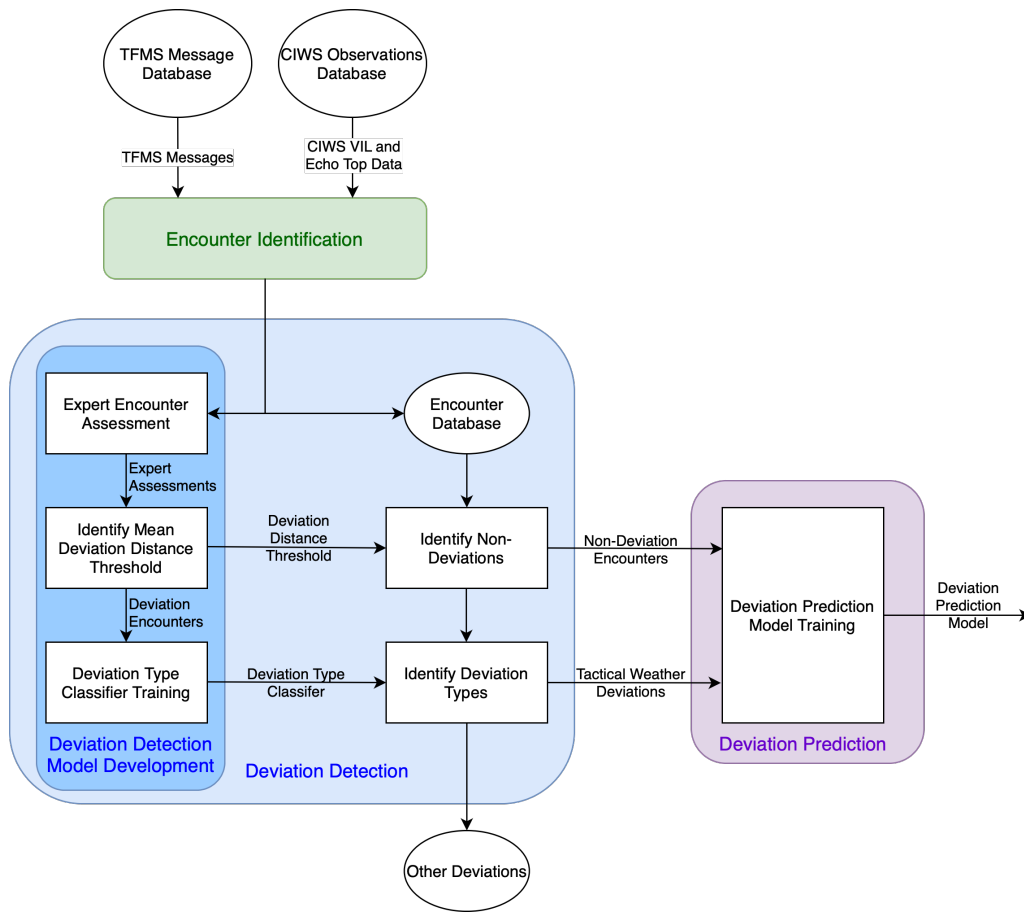 TFMS Message
Database
CIWS Observations
Database
TFMS Messages
CIWS VIL and
Echo Top Data
Encounter Identification
Expert Encounter
Assessment
Encounter
Database
Expert
Assessments
Identify Mean
Deviation Distance
Threshold
Deviation
Distance
Threshold
Identify Non-
Deviations
Non-Deviation
Encounters
Deviation
Encounters
Deviation Type
Classifier Training
Deviation Type
Classifer
Identify Deviation
Types
Tactical Weather
Deviations
Deviation Prediction
Model Training
Deviation
Prediction
Model
Deviation Detection
Model Development
Deviation Detection
Deviation Prediction
Other Deviations